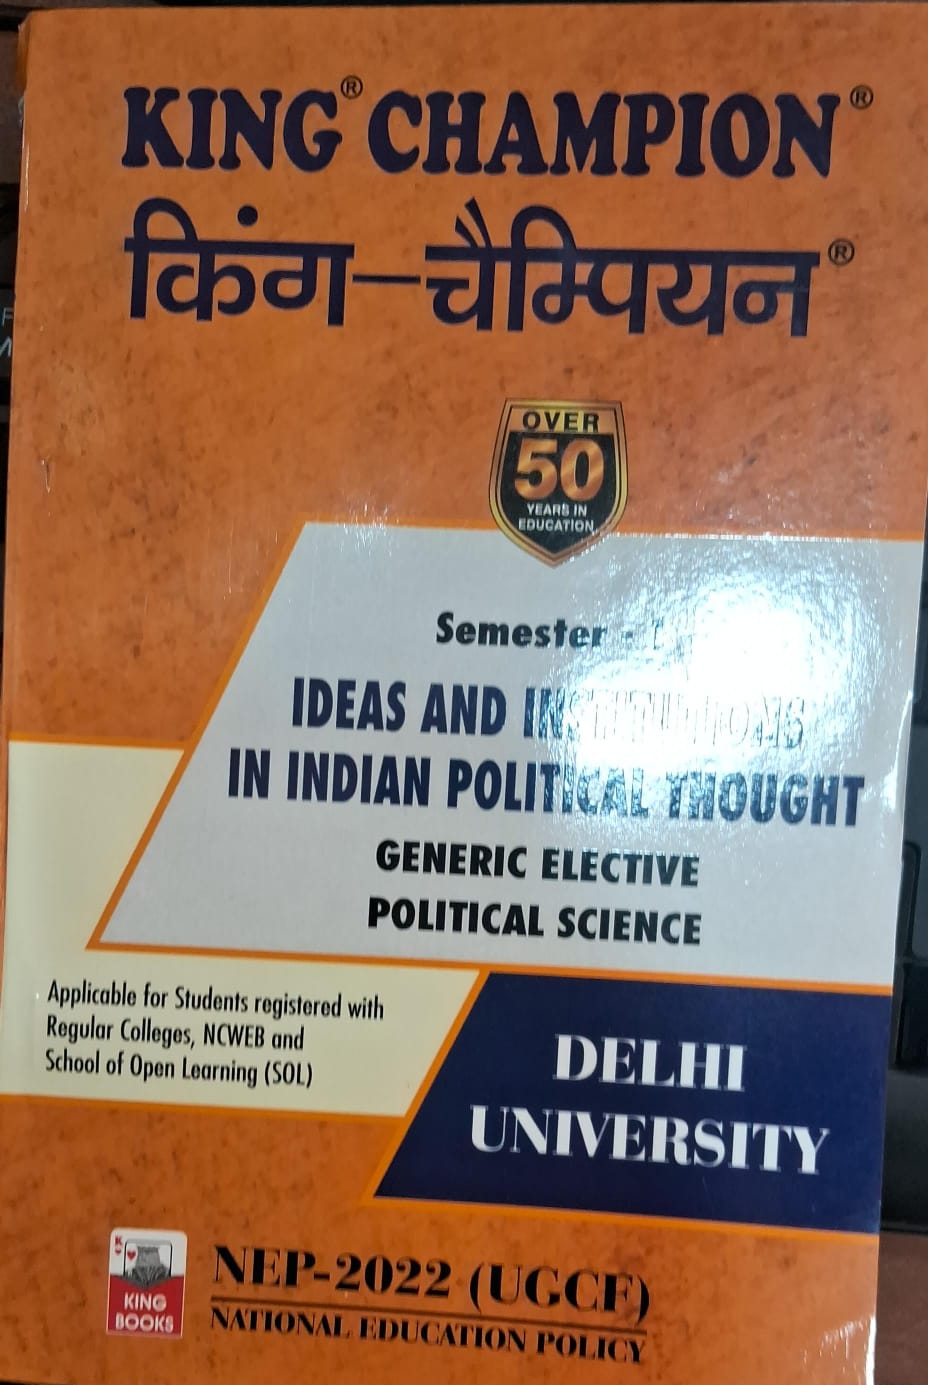 KING® CHAMPION®
किंग–चैम्पियन®
OVER
50
YEARS IN
EDUCATION
Semester -
IDEAS AND INSTITUTIONS
IN INDIAN POLITICAL THOUGHT
GENERIC ELECTIVE
POLITICAL SCIENCE
Applicable for Students registered with
Regular Colleges, NCWEB and
School of Open Learning (SOL)
DELHI
UNIVERSITY
KING
BOOKS
NEP-2022 (UGCF)
NATIONAL EDUCATION POLICY